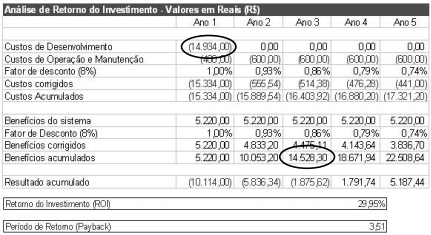 Análise de Retorno do Investimento - Valores em Reais (R$)
Ano 1 Ano 2 Ano 3 Ano 4 Ano 5
Custos de Desenvolvimento (14.934,00) 0,00 0,00 0,00 0,00
Custos de Operação e Manutenção (400,00) (600,00) (600,00) (600,00) (600,00)
Fator de desconto (8%) 1,00% 0,93% 0,86% 0,79% 0,74%
Custos corrigidos (15.334,00) (555,54) (514,38) (476,28) (441,00)
Custos Acumulados (15.334,00) (15.889,54) (16.403,92) (16.880,20) (17.321,20)
Benefícios do sistema 5.220,00 5.220,00 5.220,00 5.220,00 5.220,00
Fator de Desconto (8%) 1,00% 0,93% 0,86% 0,79% 0,74%
Benefícios corrigidos 5.220,00 4.833,20 4.475,11 4.143,64 3.836,70
Benefícios acumulados 5.220,00 10.053,20 14.528,30 18.671,94 22.508,64
Resultado acumulado (10.114,00) (5.836,34) (1.875,62) 1.791,74 5.187,44
Retorno do Investimento (ROI) 29,95%
Período de Retorno (Payback) 3,51